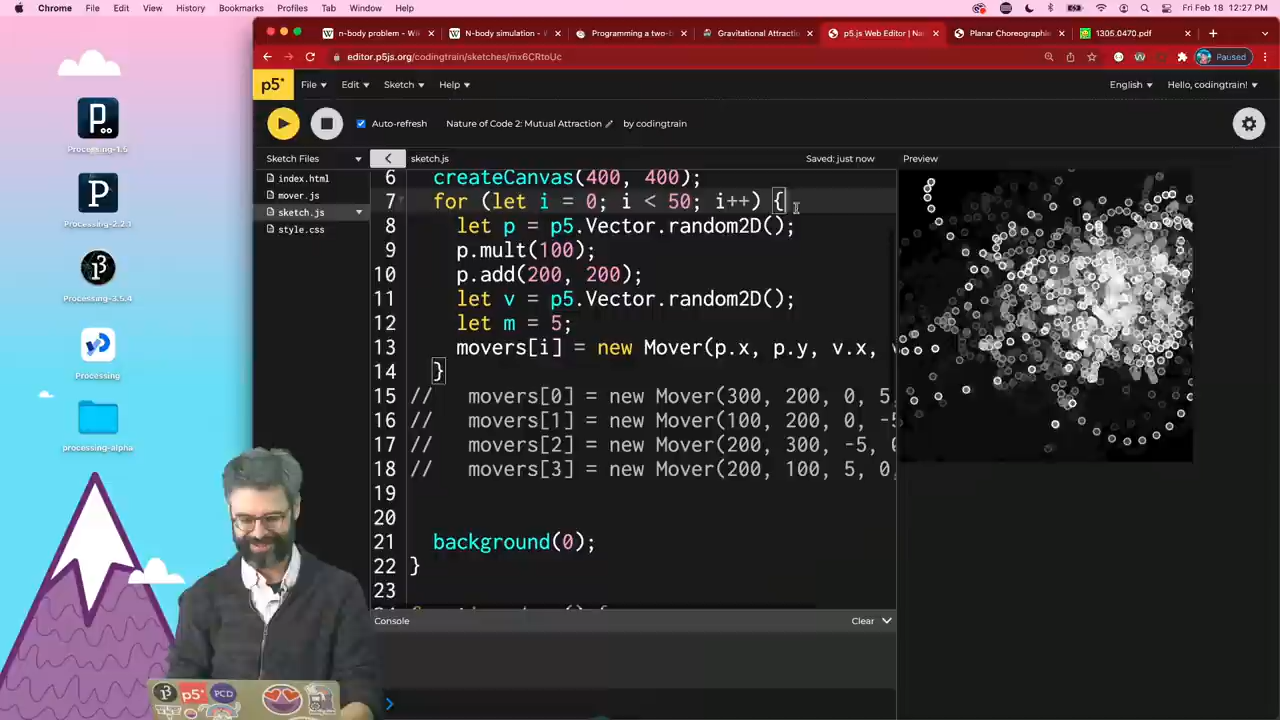 Chrome File Edit View History Bookmarks Profiles Tab Window Help Fri Feb 18 12:27 PM
n-body problem - Wi N-body simulation - W Programming a two-b Gravitational Attractio p5.js Web Editor | Na Planar Choreographie 1305.0470.pdf
editor.p5js.org/codingtrain/sketches/mx6CRtoUc Paused
p5* File Edit Sketch Help English Hello, codingtrain!
Auto-refresh Nature of Code 2: Mutual Attraction by codingtrain
Sketch Files sketch.js Saved: just now Preview
index.html
mover.js
sketch.js
style.css
6 createCanvas(400, 400);
7 for (let i = 0; i < 50; i++) {
8 let p = p5.Vector.random2D();
9 p.mult(100);
10 p.add(200, 200);
11 let v = p5.Vector.random2D();
12 let m = 5;
13 movers[i] = new Mover(p.x, p.y, v.x,
14 }
15 // movers[0] = new Mover(300, 200, 0, 5,
16 // movers[1] = new Mover(100, 200, 0, -5
17 // movers[2] = new Mover(200, 300, -5, 0
18 // movers[3] = new Mover(200, 100, 5, 0,
19
20
21 background(0);
22 }
23
Console Clear
Processing-1.5
Processing-2.2.1
Processing-3.5.4
Processing
processing-alpha
p5* PCD